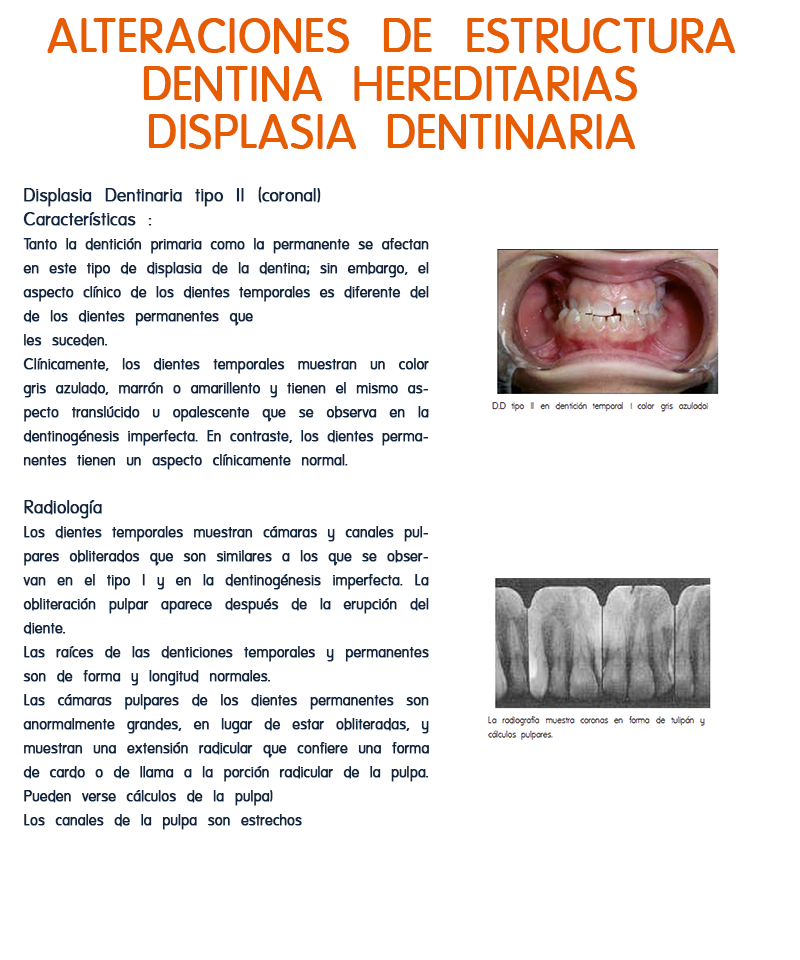 ALTERACIONES DE ESTRUCTURA
DENTINA HEREDITARIAS
DISPLASIA DENTINARIA
Displasia Dentinaria tipo II (coronal)
Características :
Tanto la dentición primaria como la permanente se afectan
en este tipo de displasia de la dentina; sin embargo, el
aspecto clínico de los dientes temporales es diferente del
de los dientes permanentes que
les suceden.
Clínicamente, los dientes temporales muestran un color
gris azulado, marrón o amarillento y tienen el mismo as-
pecto translúcido u opalescente que se observa en la
dentinogénesis imperfecta. En contraste, los dientes perma-
nentes tienen un aspecto clínicamente normal.
D.D tipo II en dentición temporal ( color gris azulado)
Radiología
Los dientes temporales muestran cámaras y canales pul-
pares obliterados que son similares a los que se obser-
van en el tipo I y en la dentinogénesis imperfecta. La
obliteración pulpar aparece después de la erupción del
diente.
Las raíces de las denticiones temporales y permanentes
son de forma y longitud normales.
Las cámaras pulpares de los dientes permanentes son
anormalmente grandes, en lugar de estar obliteradas, y
muestran una extensión radicular que confiere una forma
de cardo o de llama a la porción radicular de la pulpa.
Pueden verse cálculos de la pulpa)
Los canales de la pulpa son estrechos
La radiografía muestra coronas en forma de tulipán y
cálculos pulpares.